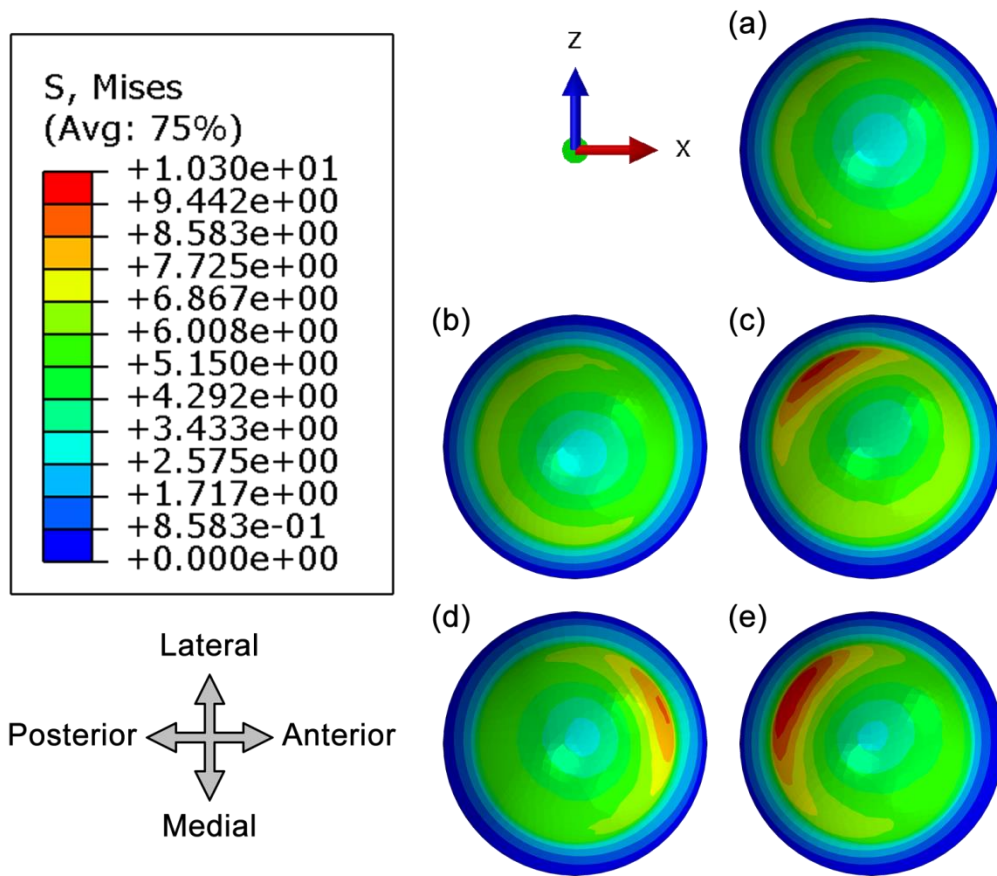 S, Mises
(Avg: 75%)
+1.030e+01
+9.442e+00
+8.583e+00
+7.725e+00
+6.867e+00
+6.008e+00
+5.150e+00
+4.292e+00
+3.433e+00
+2.575e+00
+1.717e+00
+8.583e-01
+0.000e+00
Z
X
(a)
(b)
(c)
Lateral
Posterior
Anterior
Medial
(d)
(e)